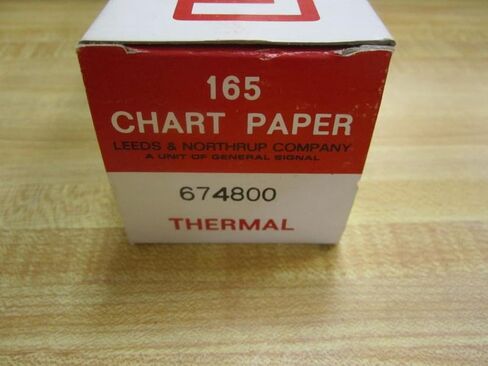 165
CHART PAPER
LEEDS & NORTHRUP COMPANY
A UNIT OF GENERAL SIGNAL
674800
THERMAL